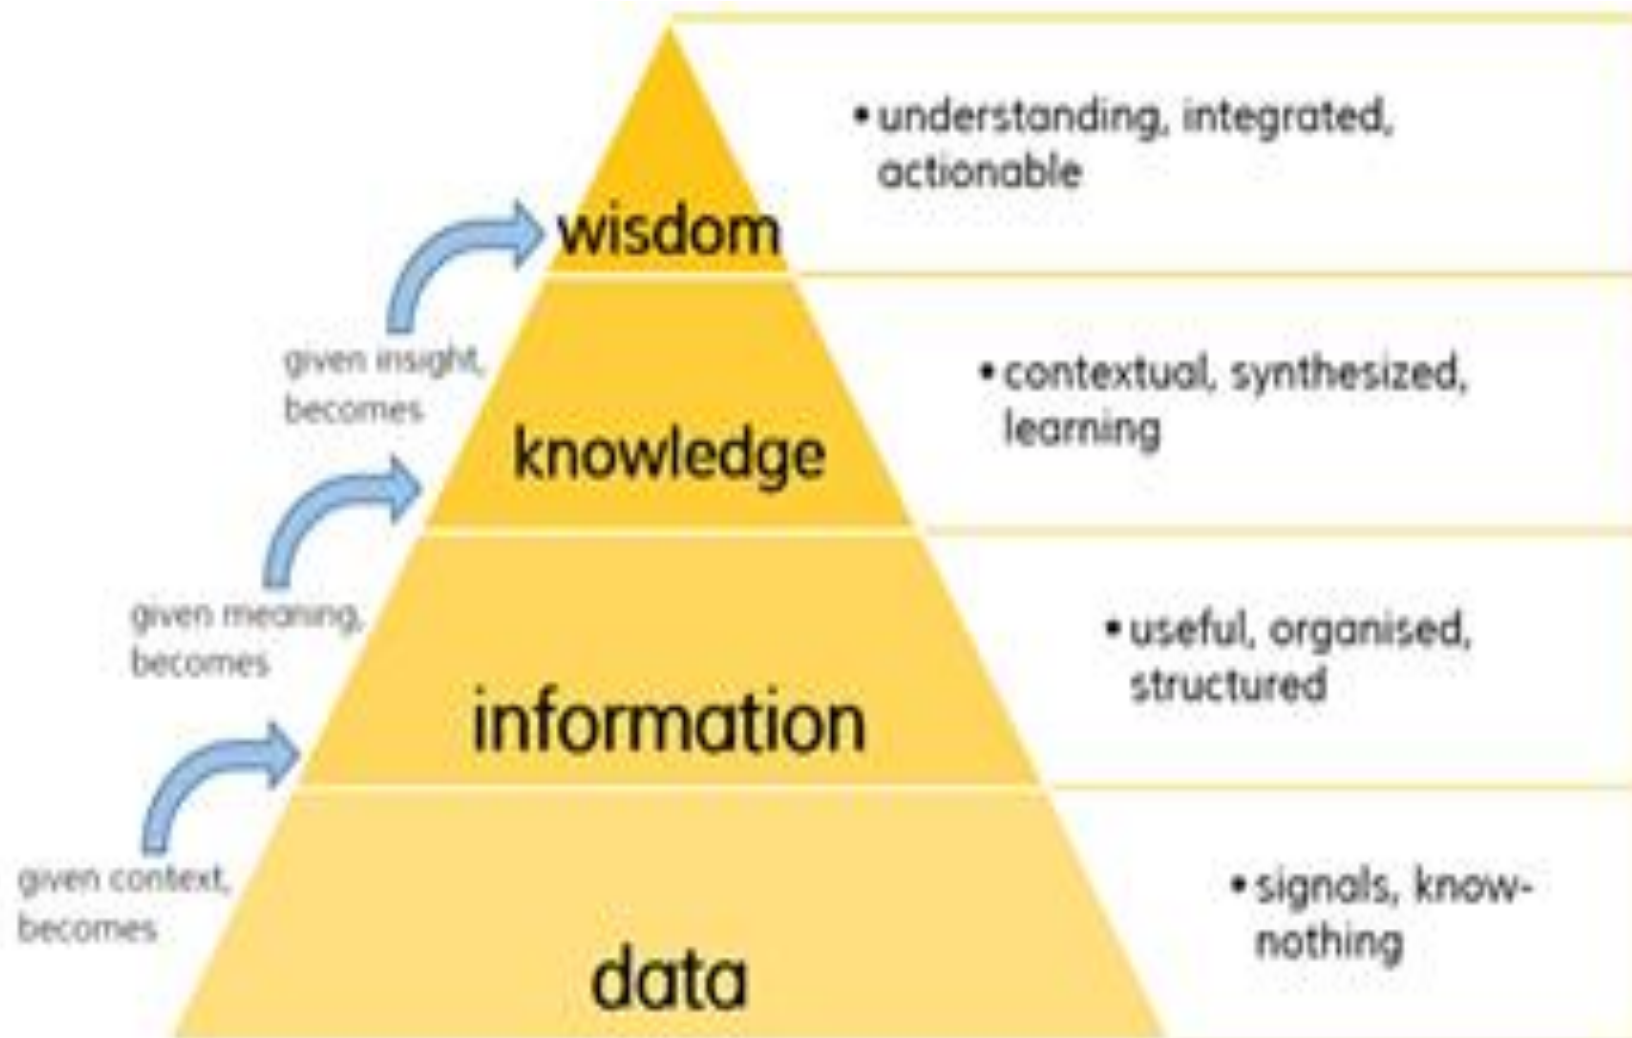 • understanding, integrated,
actionable
wisdom
given insight,
becomes
• contextual, synthesized,
learning
knowledge
given meaning,
becomes
• useful, organised,
structured
information
given context,
becomes
• signals, know-
nothing
data